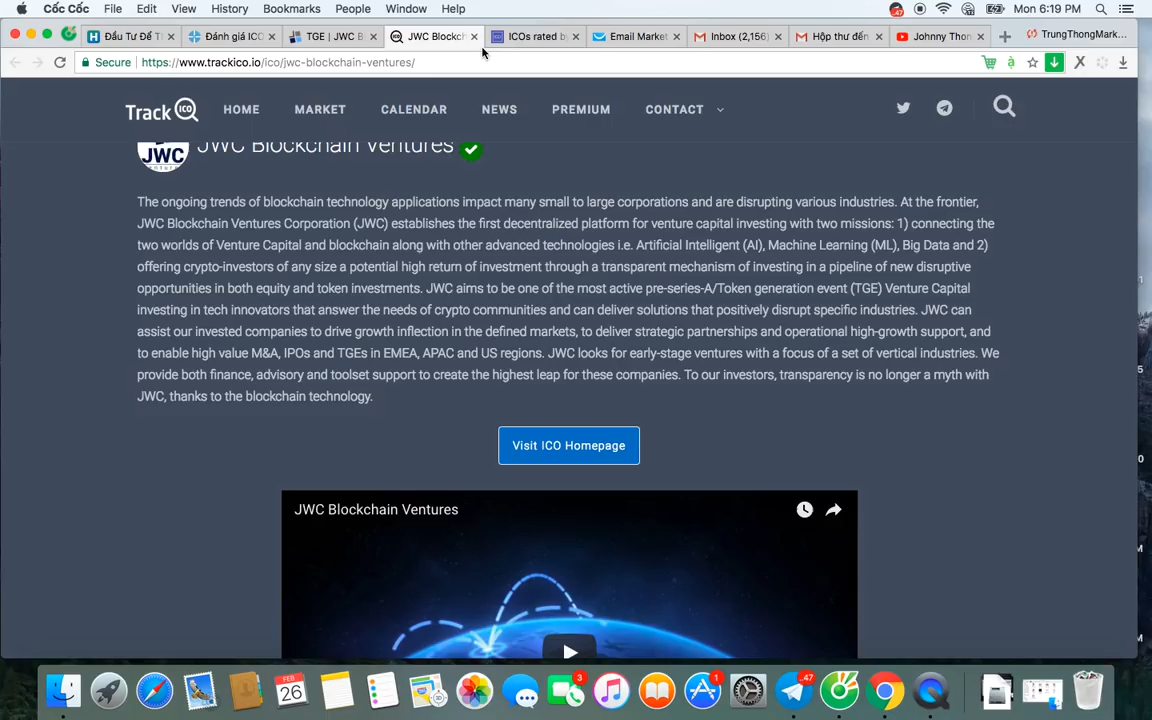 Cốc Cốc File Edit View History Bookmarks People Window Help Mon 6:19 PM
Đầu Tư Để T Đánh giá ICO TGE | JWC B JWC Blockch ICOs rated by Email Market Inbox (2,156) Hộp thư đến Johnny Thon TrungThongMark...
Secure https://www.trackico.io/ico/jwc-blockchain-ventures/
Track ICO HOME MARKET CALENDAR NEWS PREMIUM CONTACT
JWC JWC Blockchain Ventures
The ongoing trends of blockchain technology applications impact many small to large corporations and are disrupting various industries. At the frontier,
JWC Blockchain Ventures Corporation (JWC) establishes the first decentralized platform for venture capital investing with two missions: 1) connecting the
two worlds of Venture Capital and blockchain along with other advanced technologies i.e. Artificial Intelligent (AI), Machine Learning (ML), Big Data and 2)
offering crypto-investors of any size a potential high return of investment through a transparent mechanism of investing in a pipeline of new disruptive
opportunities in both equity and token investments. JWC aims to be one of the most active pre-series-A/Token generation event (TGE) Venture Capital
investing in tech innovators that answer the needs of crypto communities and can deliver solutions that positively disrupt specific industries. JWC can
assist our invested companies to drive growth inflection in the defined markets, to deliver strategic partnerships and operational high-growth support, and
to enable high value M&A, IPOs and TGEs in EMEA, APAC and US regions. JWC looks for early-stage ventures with a focus of a set of vertical industries. We
provide both finance, advisory and toolset support to create the highest leap for these companies. To our investors, transparency is no longer a myth with
JWC, thanks to the blockchain technology.
Visit ICO Homepage
JWC Blockchain Ventures
FEB
26
3
1
47